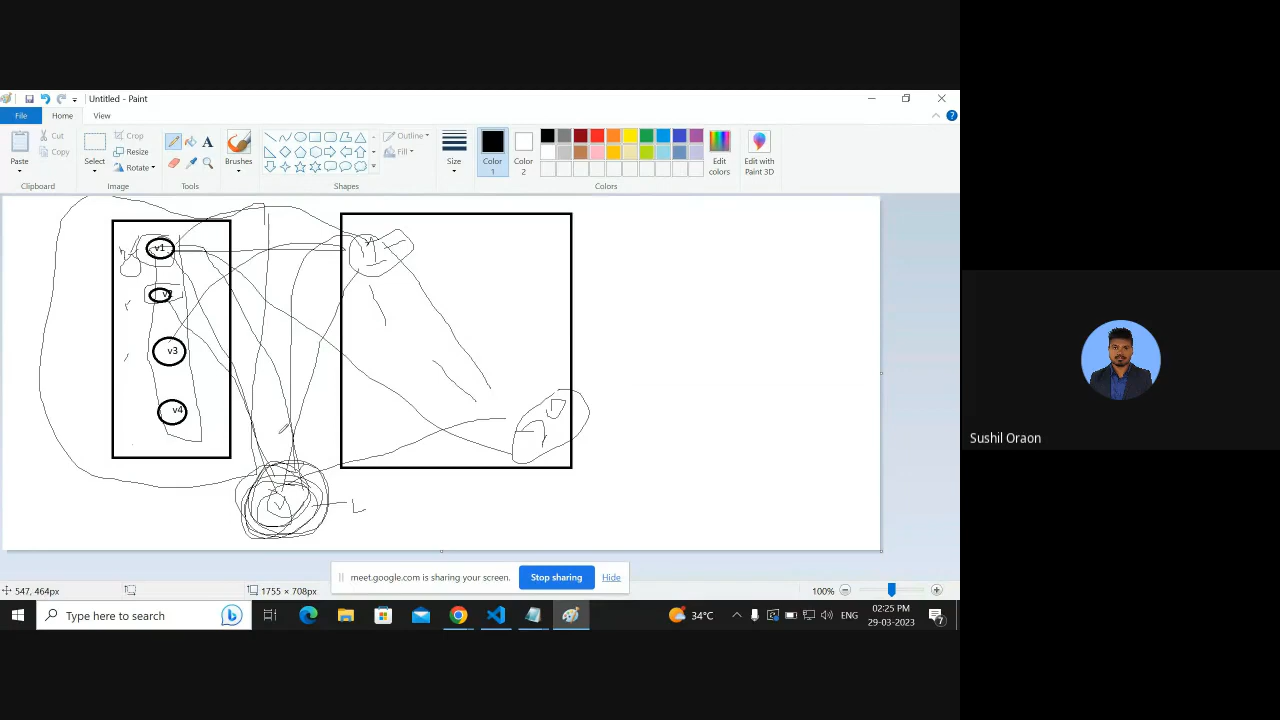 Untitled - Paint
File Home View
Paste
Cut
Copy
Clipboard
Select
Crop
Resize
Rotate
Image
Tools
Brushes
Shapes
Outline
Fill
Size
Color 1
Color 2
Colors
Edit colors
Edit with Paint 3D
v1
v2
v3
v4
L
meet.google.com is sharing your screen. Stop sharing Hide
547, 464px
1755 × 708px
100%
Type here to search
34°C
ENG
02:25 PM
29-03-2023
7
Sushil Oraon